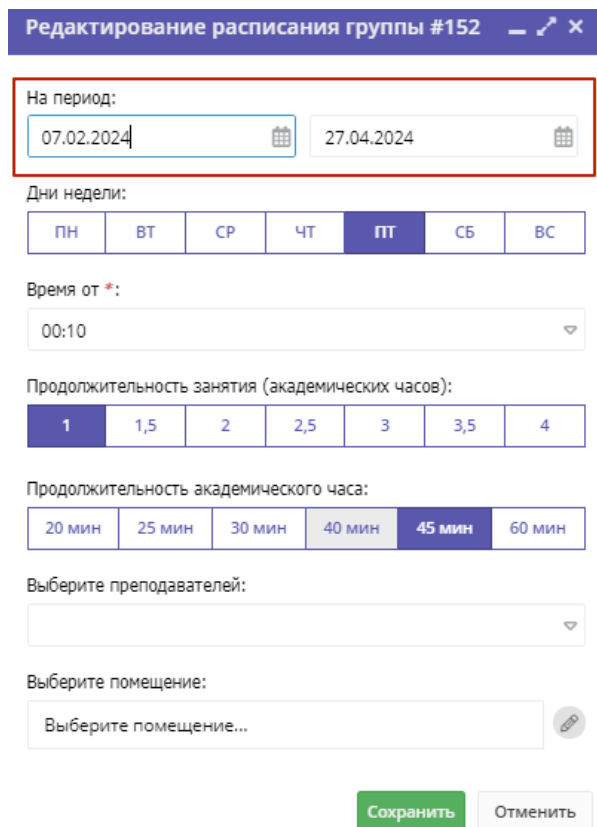 Редактирование расписания группы #152
На период:
07.02.2024 27.04.2024
Дни недели:
ПН ВТ СР ЧТ ПТ СБ ВС
Время от *:
00:10
Продолжительность занятия (академических часов):
1 1,5 2 2,5 3 3,5 4
Продолжительность академического часа:
20 мин 25 мин 30 мин 40 мин 45 мин 60 мин
Выберите преподавателей:
Выберите помещение:
Выберите помещение...
Сохранить Отменить